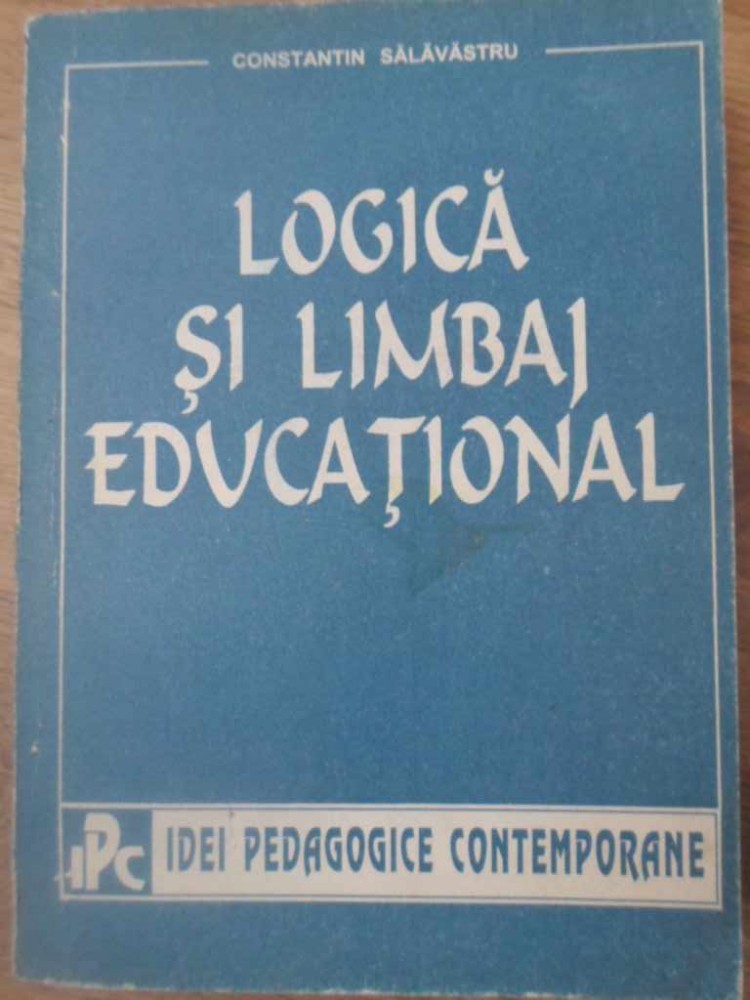 CONSTANTIN SĂLĂVĂSTRU
LOGICĂ
ŞI LIMBAJ
EDUCAŢIONAL
IPC IDEI PEDAGOGICE CONTEMPORANE